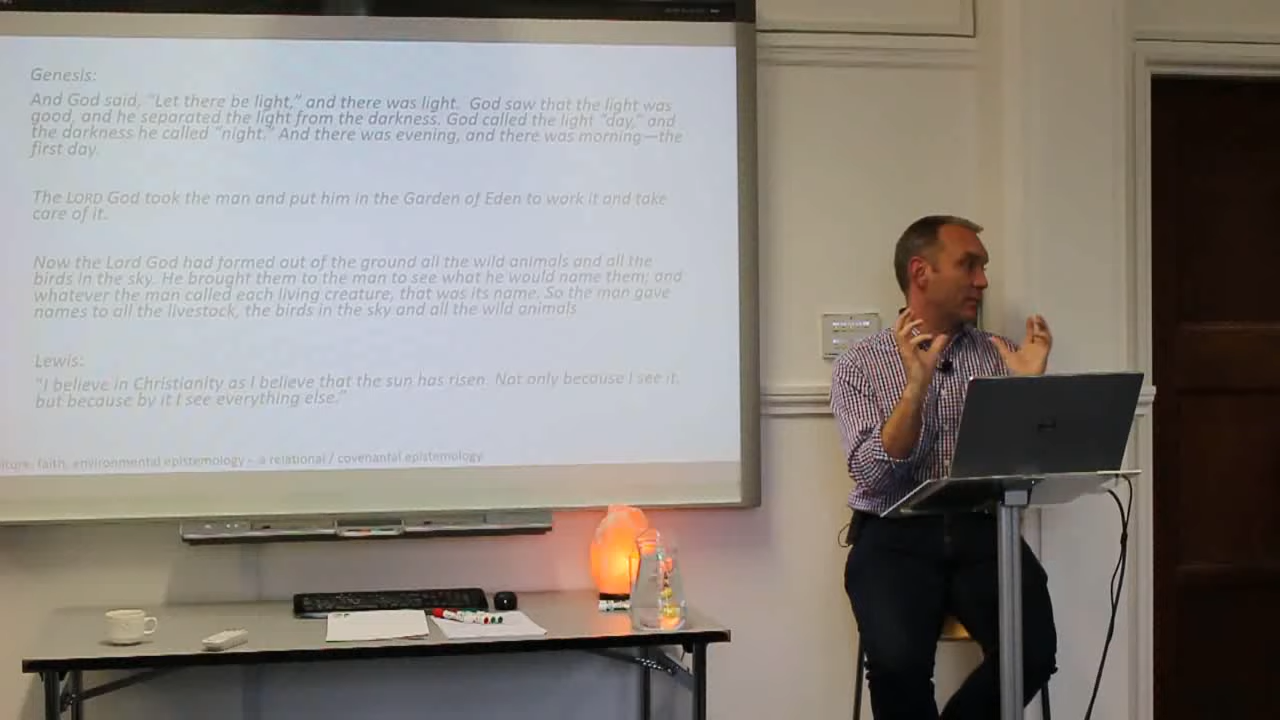 Genesis:
And God said, “Let there be light,” and there was light. God saw that the light was
good, and he separated the light from the darkness. God called the light “day,” and
the darkness he called “night.” And there was evening, and there was morning—the
first day.
The LORD God took the man and put him in the Garden of Eden to work it and take
care of it.
Now the Lord God had formed out of the ground all the wild animals and all the
birds in the sky. He brought them to the man to see what he would name them; and
whatever the man called each living creature, that was its name. So the man gave
names to all the livestock, the birds in the sky and all the wild animals
Lewis:
“I believe in Christianity as I believe that the sun has risen. Not only because I see it,
but because by it I see everything else.”
faith, environmental epistemology – a relational / covenantal epistemology